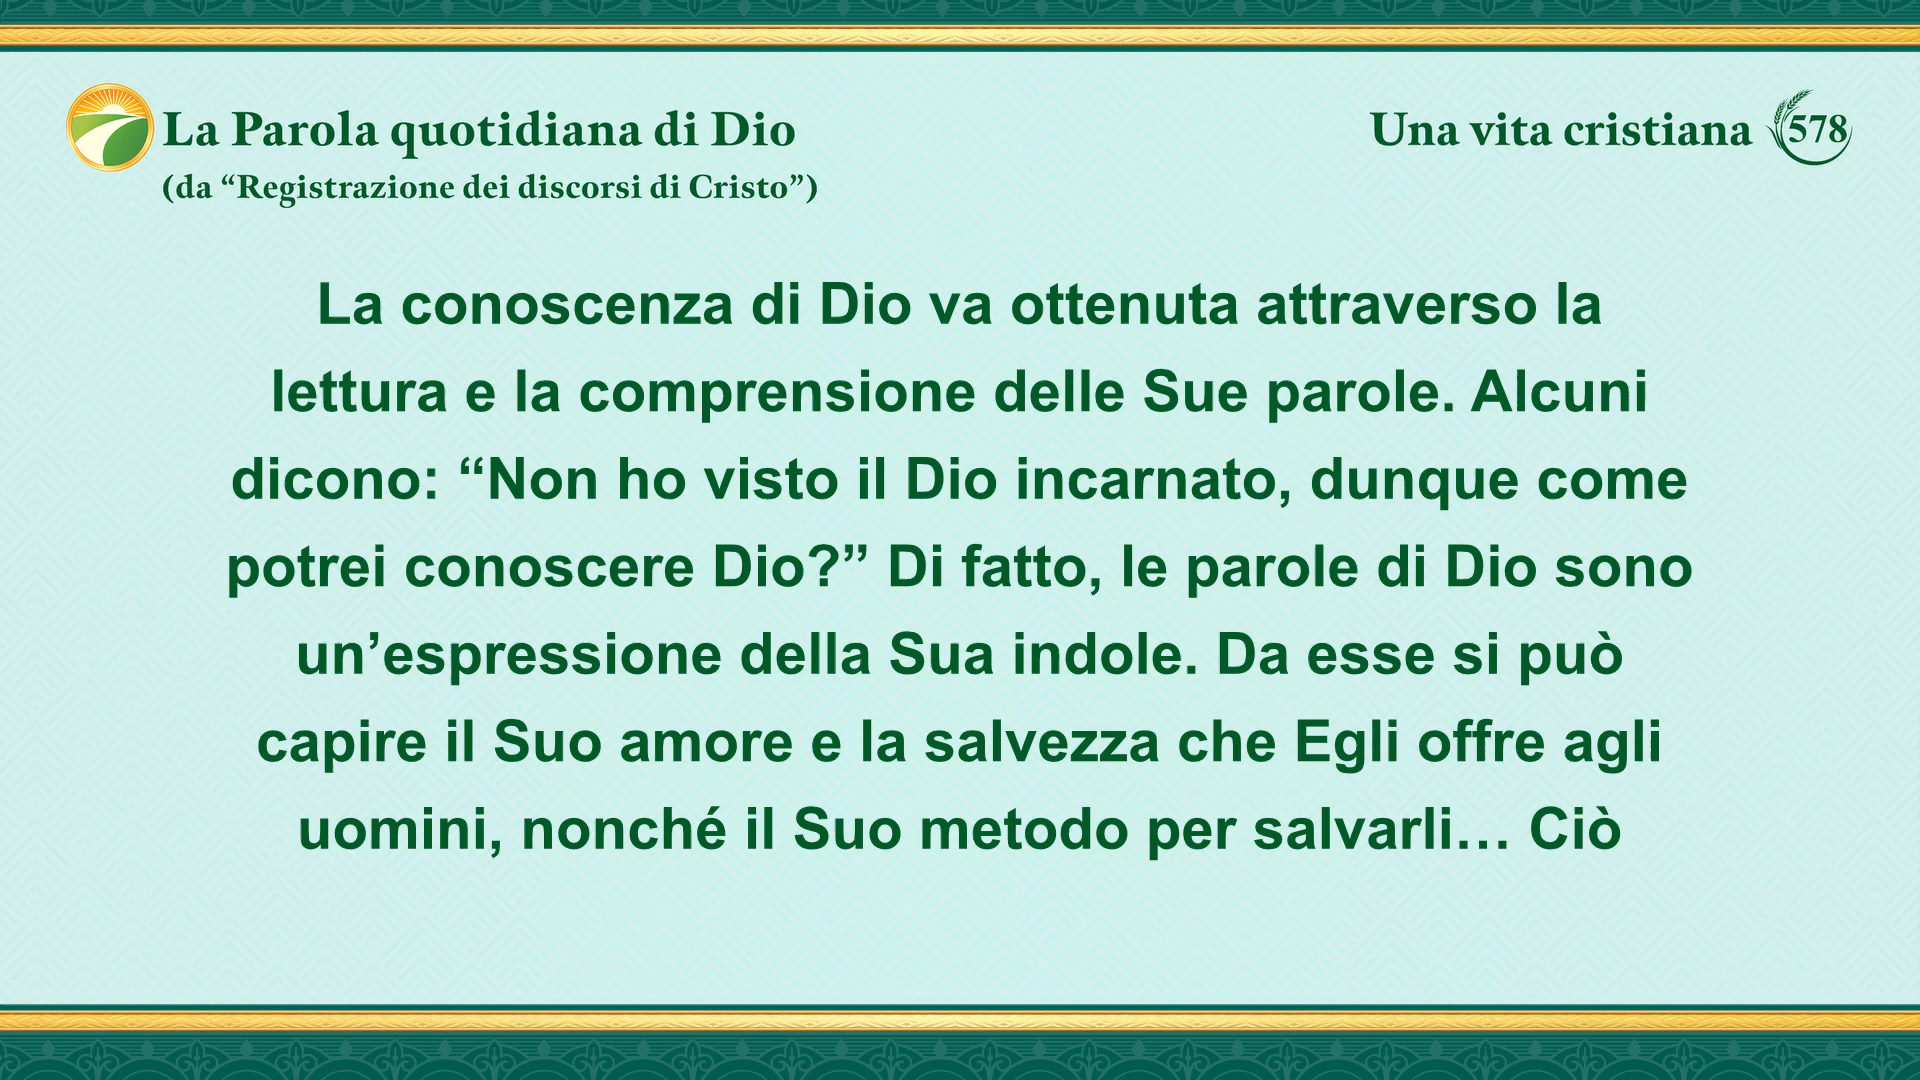 La Parola quotidiana di Dio
(da “Registrazione dei discorsi di Cristo”)
Una vita cristiana 578
La conoscenza di Dio va ottenuta attraverso la
lettura e la comprensione delle Sue parole. Alcuni
dicono: “Non ho visto il Dio incarnato, dunque come
potrei conoscere Dio?” Di fatto, le parole di Dio sono
un’espressione della Sua indole. Da esse si può
capire il Suo amore e la salvezza che Egli offre agli
uomini, nonché il Suo metodo per salvarli… Ciò